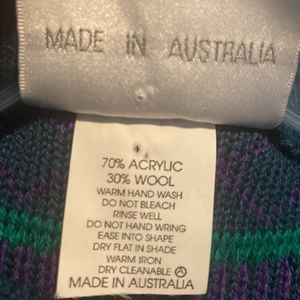 MADE IN AUSTRALIA
70% ACRYLIC
30% WOOL
WARM HAND WASH
DO NOT BLEACH
RINSE WELL
DO NOT HAND WRING
EASE INTO SHAPE
DRY FLAT IN SHADE
WARM IRON
DRY CLEANABLE Ⓐ
MADE IN AUSTRALIA